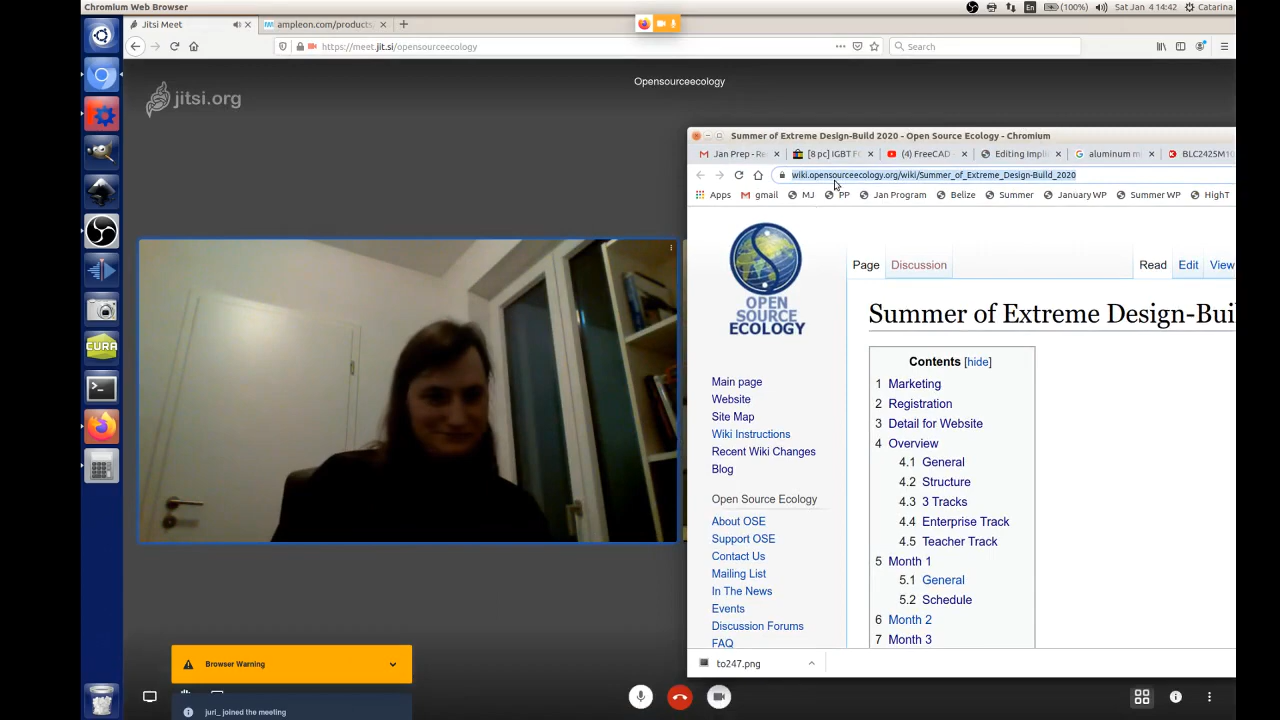 Chromium Web Browser
En
(100%)
Sat Jan 4 14:42
Catarina
Jitsi Meet
ampleon.com/products
https://meet.jit.si/opensourceecology
Search
jitsi.org
Opensourceecology
Summer of Extreme Design-Build 2020 - Open Source Ecology - Chromium
Jan Prep - Re
[8 pc] IGBT FG
(4) FreeCAD
Editing Impli
aluminum m
BLC2425M10
wiki.opensourceecology.org/wiki/Summer_of_Extreme_Design-Build_2020
Apps
gmail
MJ
PP
Jan Program
Belize
Summer
January WP
Summer WP
HighT
OPEN
SOURCE
ECOLOGY
Page
Discussion
Read
Edit
View
Summer of Extreme Design-Buil
Contents [hide]
1 Marketing
2 Registration
3 Detail for Website
4 Overview
4.1 General
4.2 Structure
4.3 3 Tracks
4.4 Enterprise Track
4.5 Teacher Track
5 Month 1
5.1 General
5.2 Schedule
6 Month 2
7 Month 3
Main page
Website
Site Map
Wiki Instructions
Recent Wiki Changes
Blog
Open Source Ecology
About OSE
Support OSE
Contact Us
Mailing List
In The News
Events
Discussion Forums
FAQ
to247.png
CURA
Browser Warning
juri_ joined the meeting